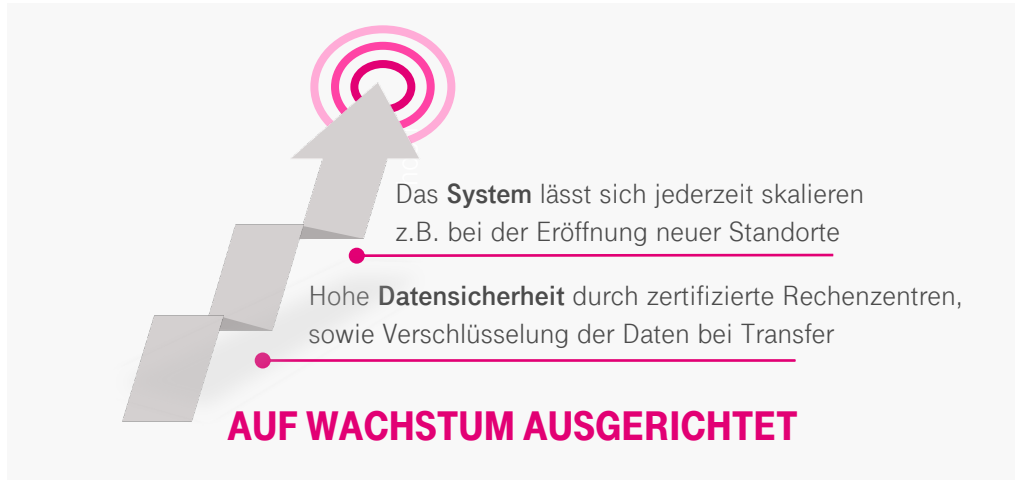 Das System lässt sich jederzeit skalieren
z.B. bei der Eröffnung neuer Standorte
Hohe Datensicherheit durch zertifizierte Rechenzentren,
sowie Verschlüsselung der Daten bei Transfer
AUF WACHSTUM AUSGERICHTET